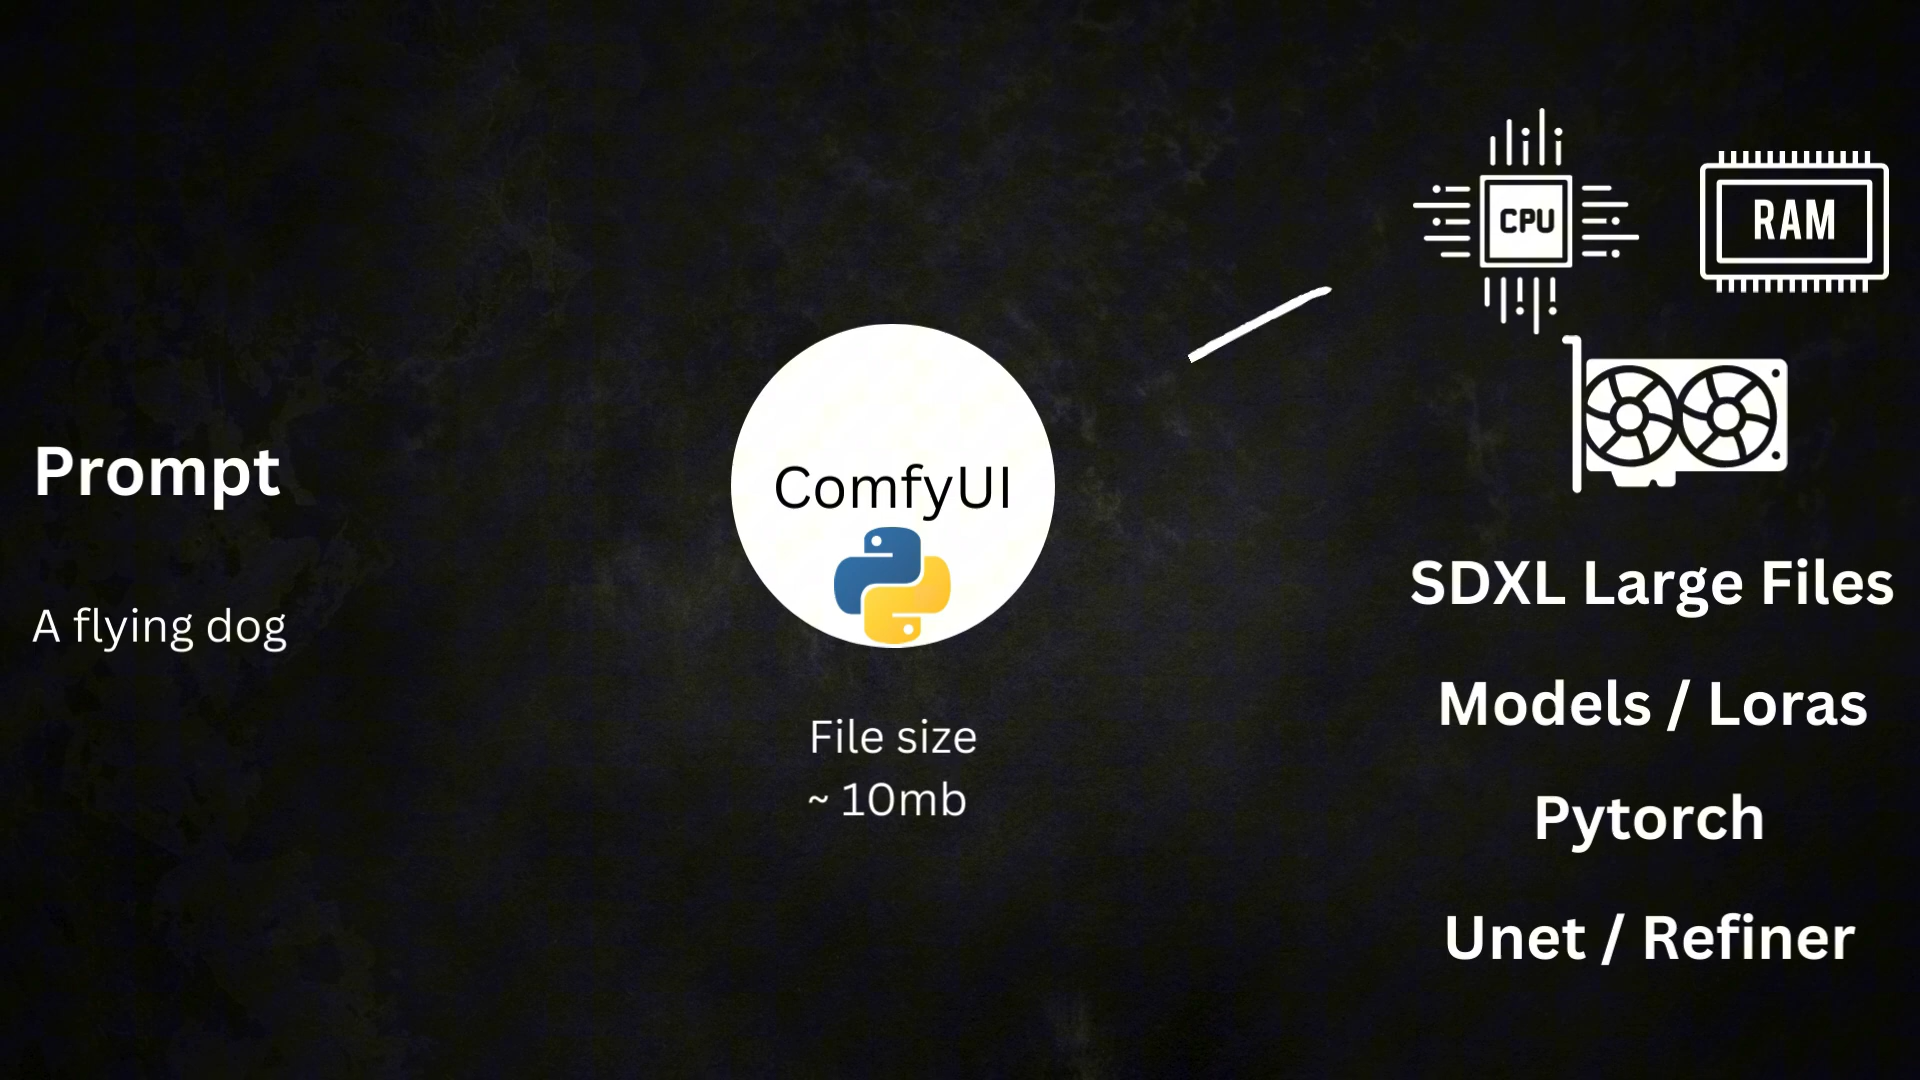 Prompt
A flying dog
ComfyUI
File size
~ 10mb
CPU
RAM
SDXL Large Files
Models / Loras
Pytorch
Unet / Refiner